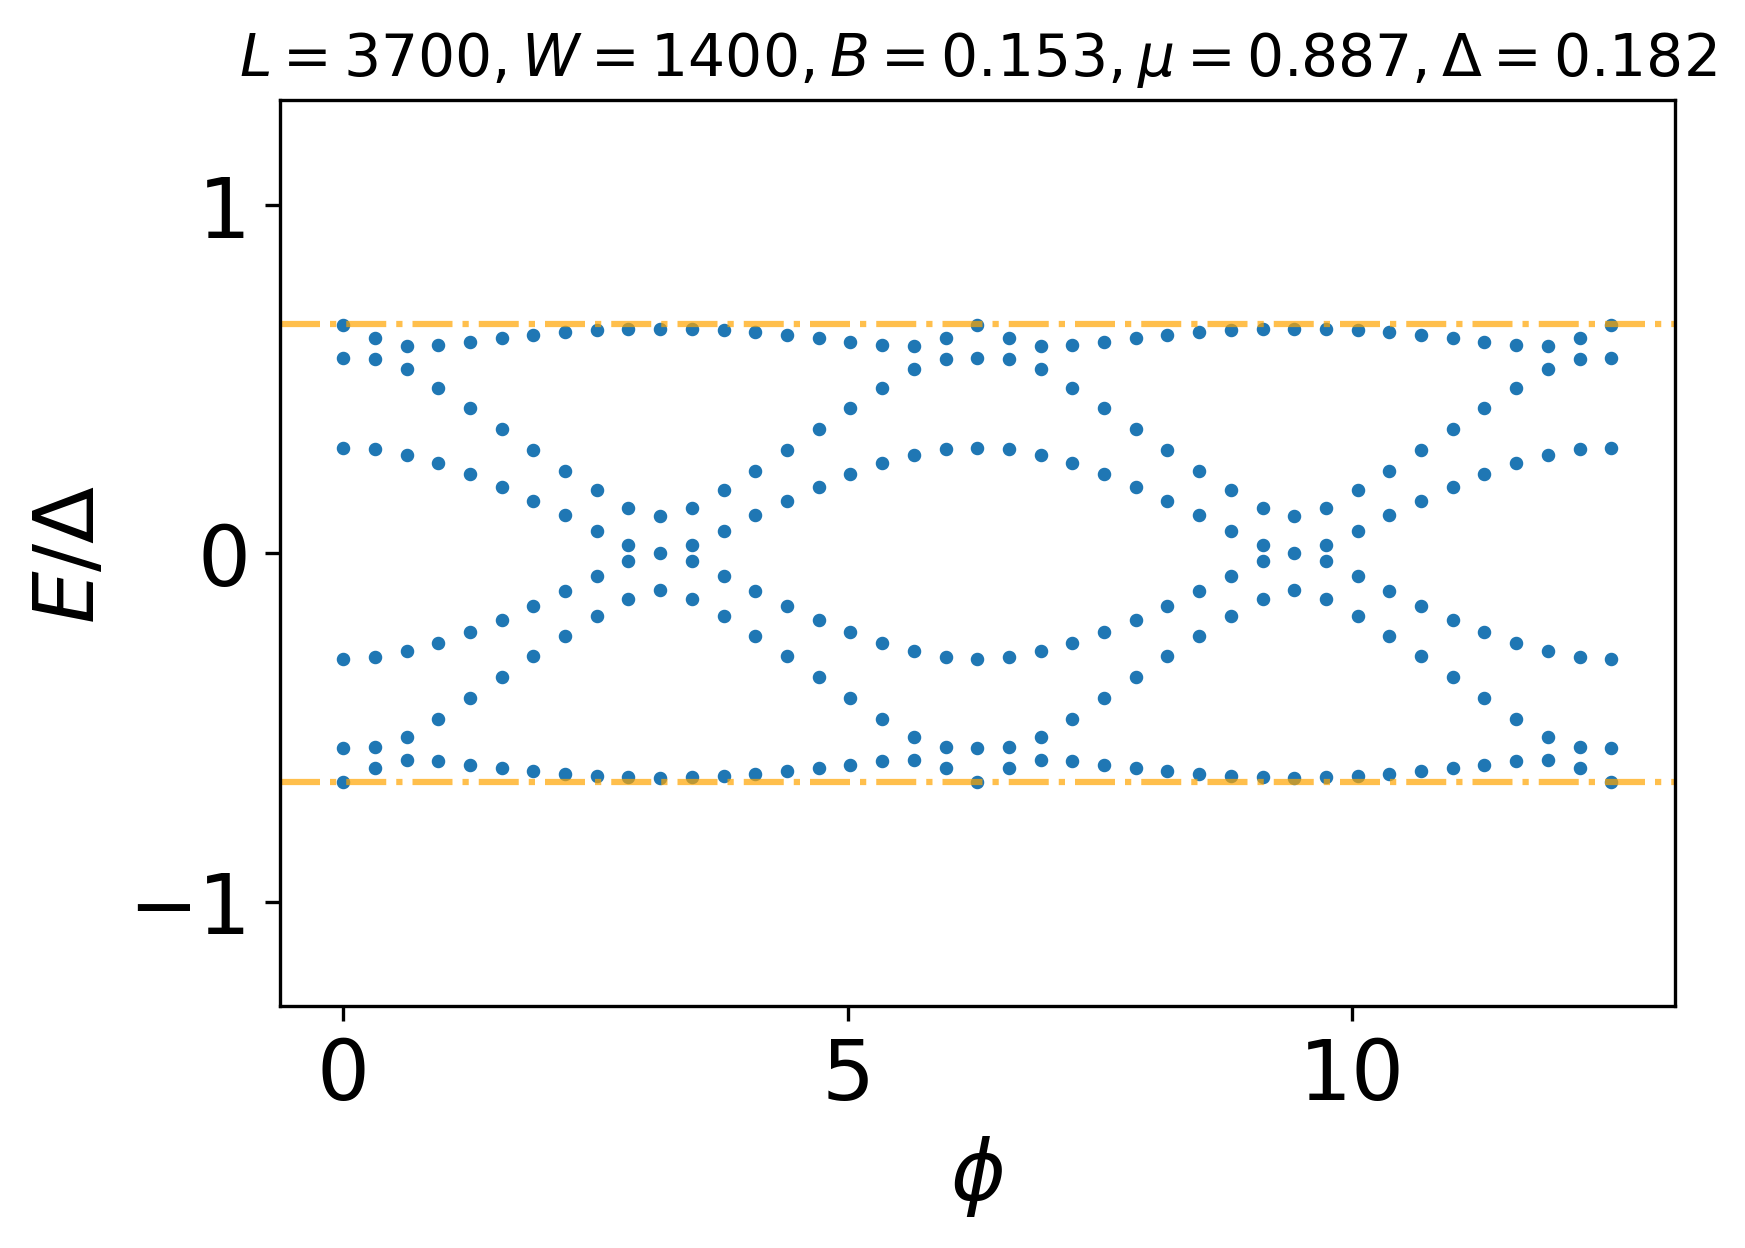 L = 3700, W = 1400, B = 0.153, μ = 0.887, Δ = 0.182
1
0
−1
E/Δ
0 5 10
ϕ